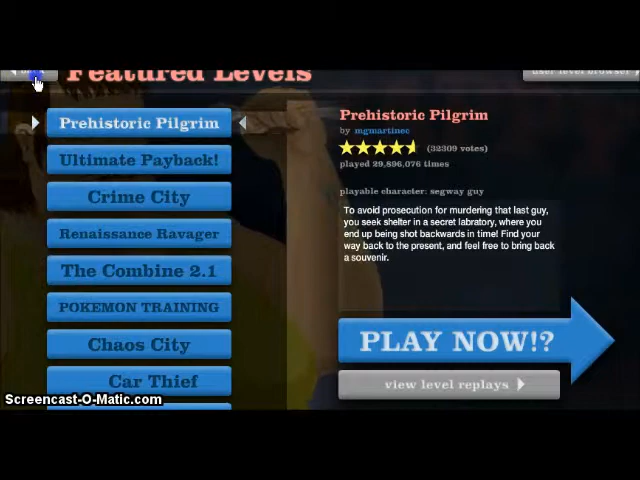 Featured Levels
user level browser
Prehistoric Pilgrim
Ultimate Payback!
Crime City
Renaissance Ravager
The Combine 2.1
POKEMON TRAINING
Chaos City
Car Thief
Prehistoric Pilgrim
by mgmartinec
(32309 votes)
played 29,896,076 times
playable character: segway guy
To avoid prosecution for murdering that last guy,
you seek shelter in a secret labratory, where you
end up being shot backwards in time! Find your
way back to the present, and feel free to bring back
a souvenir.
PLAY NOW!?
view level replays
Screencast-O-Matic.com